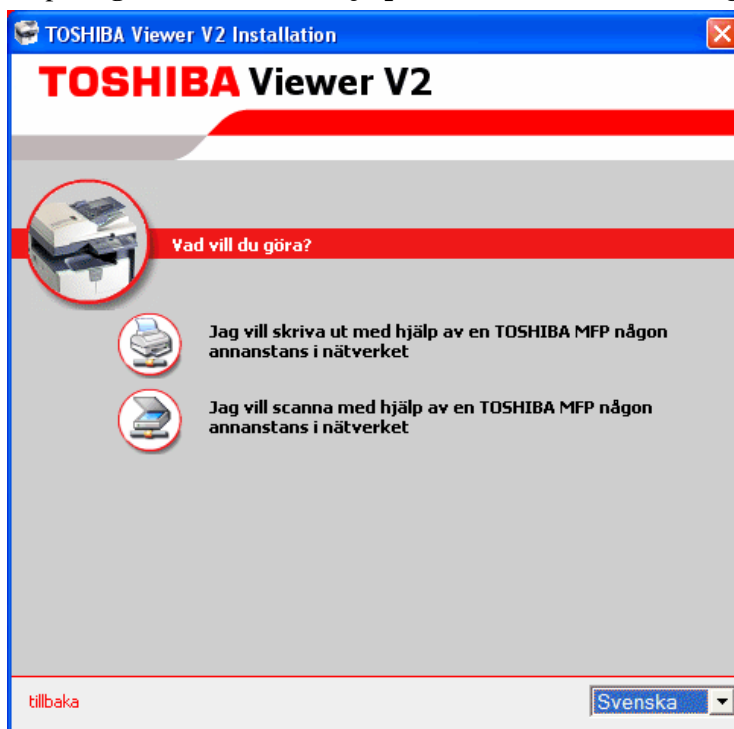 TOSHIBA Viewer V2 Installation
TOSHIBA Viewer V2
Vad vill du göra?
Jag vill skriva ut med hjälp av en TOSHIBA MFP någon
annanstans i nätverket
Jag vill scanna med hjälp av en TOSHIBA MFP någon
annanstans i nätverket
tillbaka
Svenska